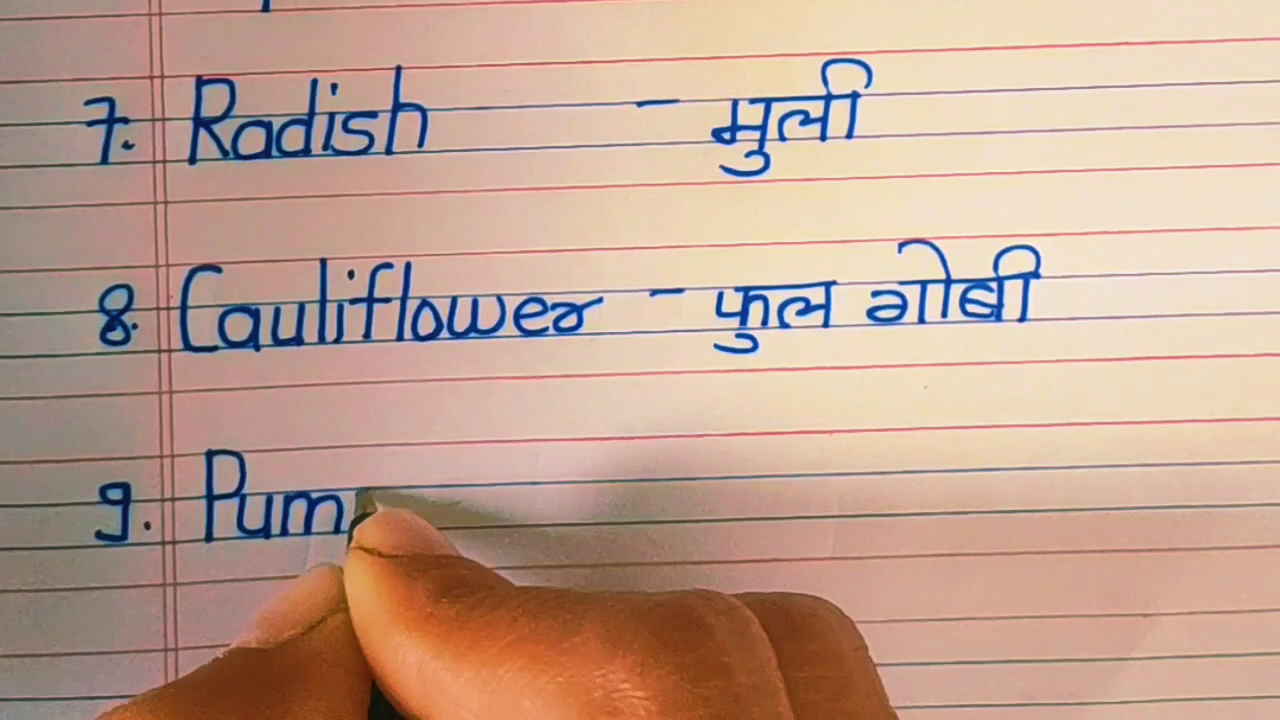 7. Radish - मुली
8. Cauliflower - फुल गोबी
9. Pum